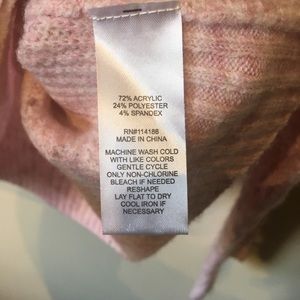 72% ACRYLIC
24% POLYESTER
4% SPANDEX
RN#114188
MADE IN CHINA
MACHINE WASH COLD
WITH LIKE COLORS
GENTLE CYCLE
ONLY NON-CHLORINE
BLEACH IF NEEDED
RESHAPE
LAY FLAT TO DRY
COOL IRON IF
NECESSARY